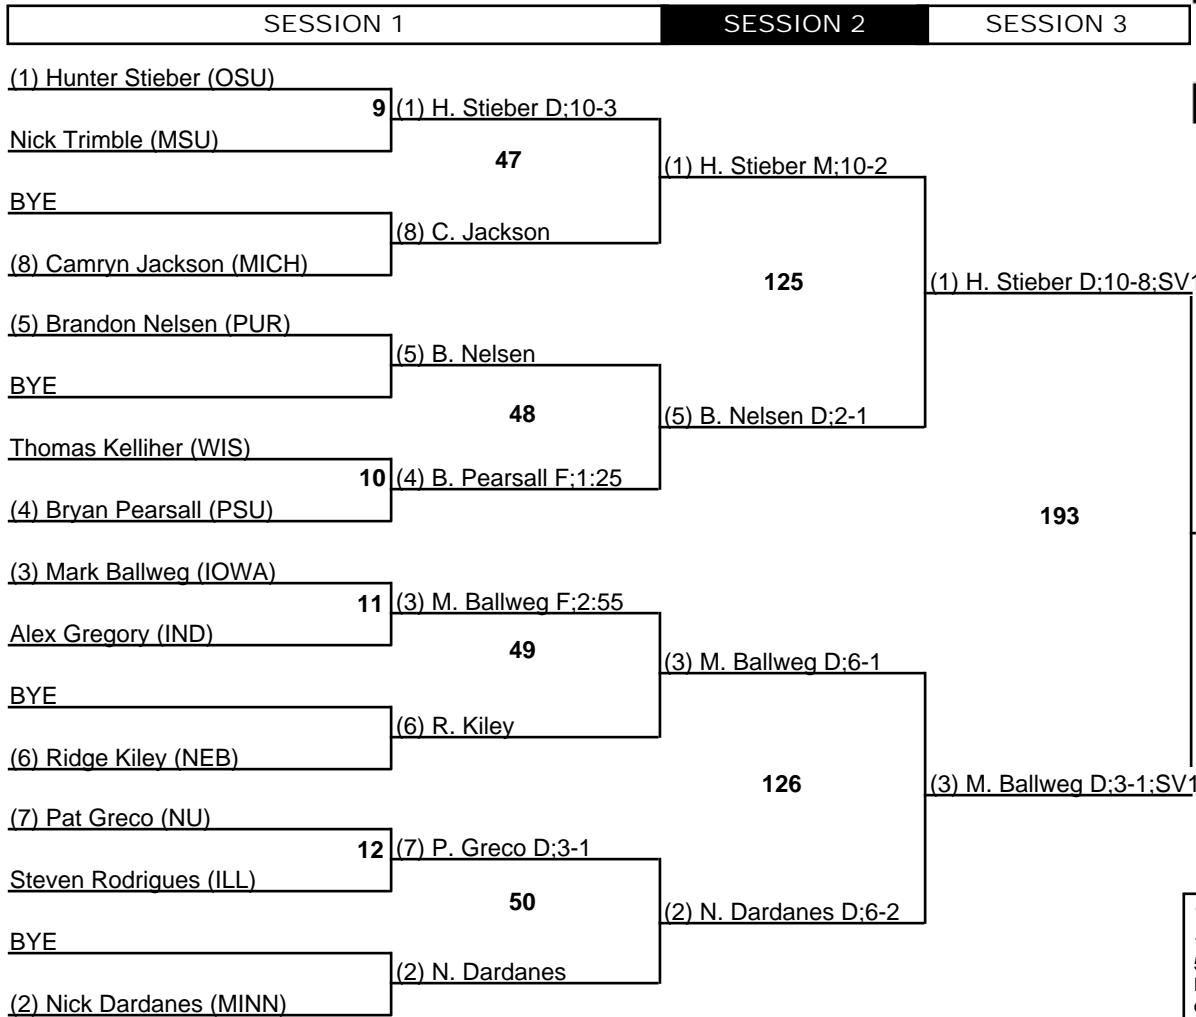 SESSION 1
SESSION 2
SESSION 3
(1) Hunter Stieber (OSU)
9 (1) H. Stieber D;10-3
Nick Trimble (MSU)
47
(1) H. Stieber M;10-2
BYE
(8) C. Jackson
(8) Camryn Jackson (MICH)
125
(1) H. Stieber D;10-8;SV1
(5) Brandon Nelsen (PUR)
(5) B. Nelsen
BYE
48
(5) B. Nelsen D;2-1
Thomas Kelliher (WIS)
10 (4) B. Pearsall F;1:25
(4) Bryan Pearsall (PSU)
193
(3) Mark Ballweg (IOWA)
11 (3) M. Ballweg F;2:55
Alex Gregory (IND)
49
(3) M. Ballweg D;6-1
BYE
(6) R. Kiley
(6) Ridge Kiley (NEB)
126
(3) M. Ballweg D;3-1;SV1
(7) Pat Greco (NU)
12 (7) P. Greco D;3-1
Steven Rodrigues (ILL)
50
(2) N. Dardanes D;6-2
BYE
(2) N. Dardanes
(2) Nick Dardanes (MINN)